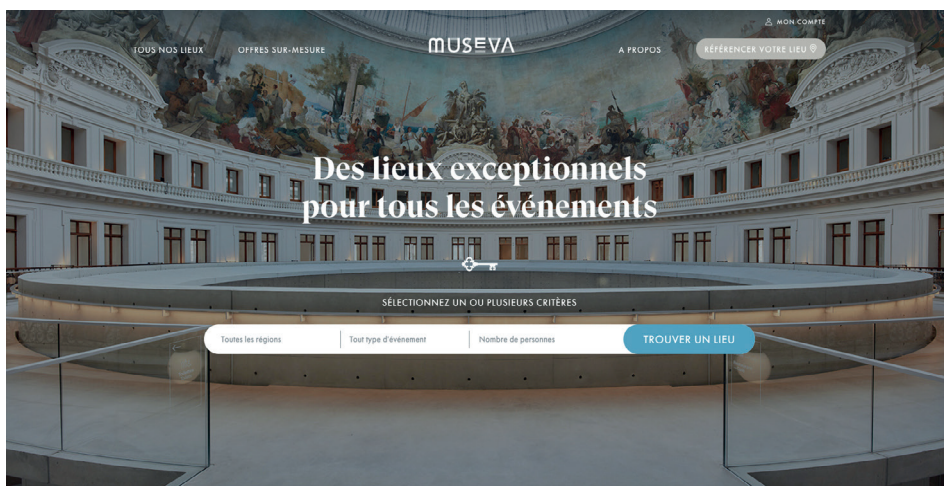 MON COMPTE
TOUS NOS LIEUX
OFFRES SUR-MESURE
MUSEVA
A PROPOS
RÉFÉRENCER VOTRE LIEU
Des lieux exceptionnels
pour tous les événements
SÉLECTIONNEZ UN OU PLUSIEURS CRITÈRES
Toutes les régions
Tout type d'événement
Nombre de personnes
TROUVER UN LIEU